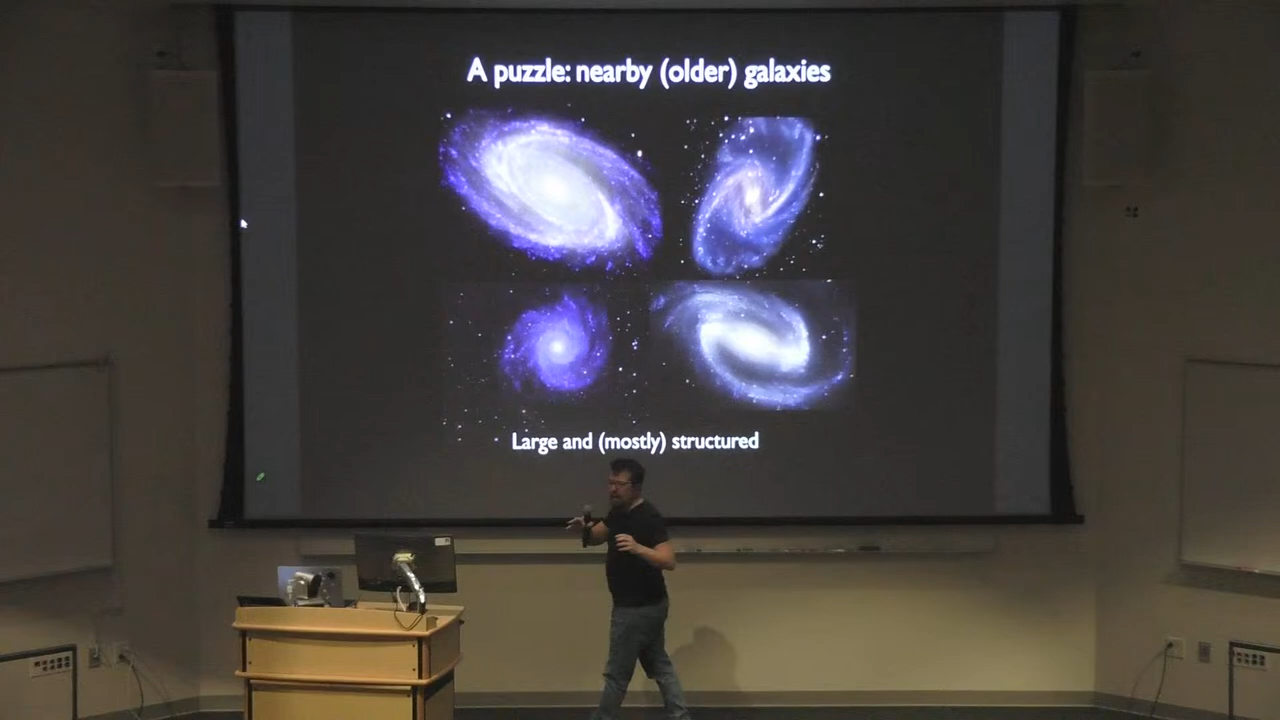 A puzzle: nearby (older) galaxies
Large and (mostly) structured